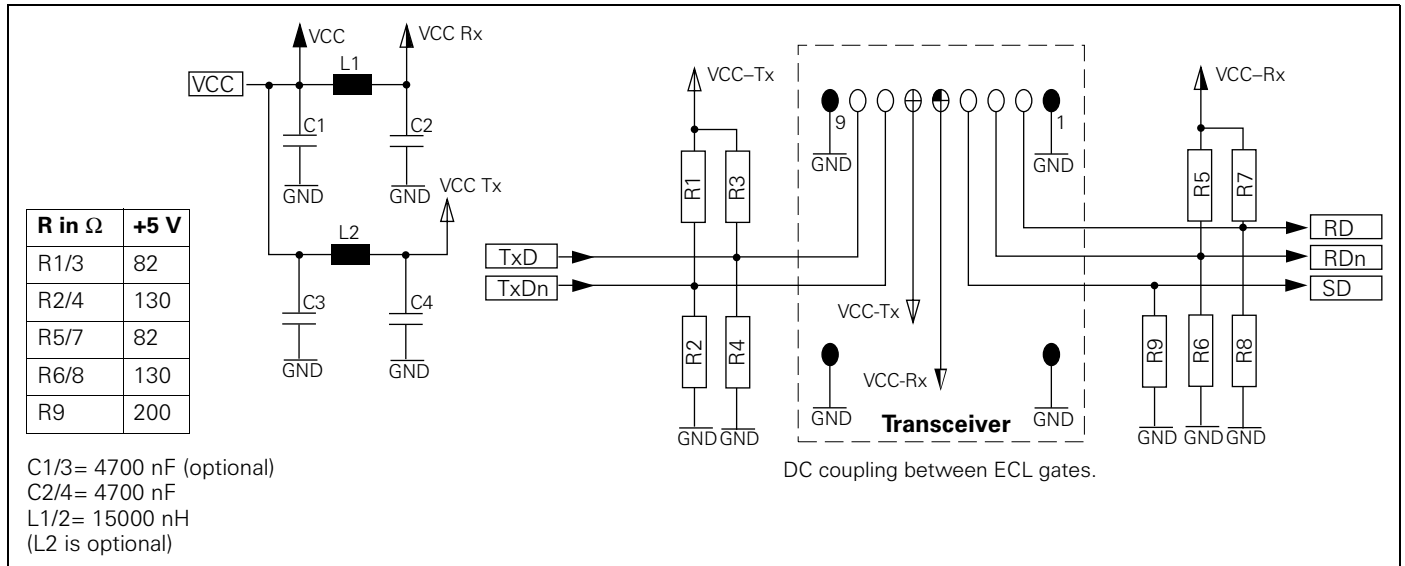 VCC
VCC Rx
L1
VCC
C1
C2
GND
GND
VCC Tx
L2
C3
C4
GND
GND
R in Ω +5 V
R1/3 82
R2/4 130
R5/7 82
R6/8 130
R9 200
C1/3= 4700 nF (optional)
C2/4= 4700 nF
L1/2= 15000 nH
(L2 is optional)
VCC–Tx
R1
R3
TxD
TxDn
R2
R4
GND
GND
9
1
GND
GND
VCC-Tx
VCC-Rx
GND
Transceiver
GND
DC coupling between ECL gates.
VCC–Rx
R5
R7
RD
RDn
SD
R9
R6
R8
GND
GND
GND